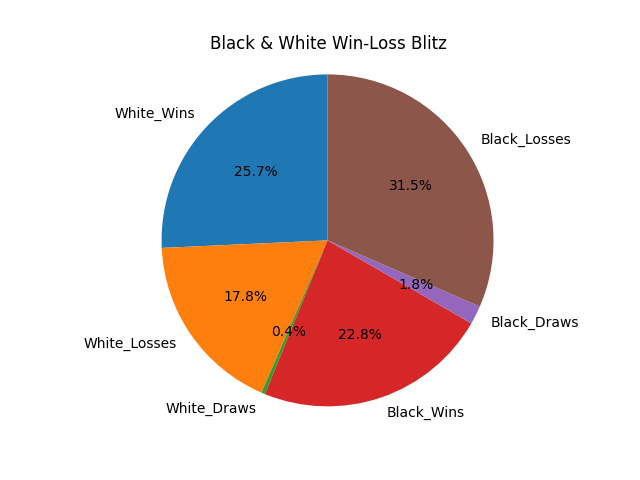 Black & White Win-Loss Blitz
White_Wins
25.7%
Black_Losses
31.5%
17.8%
White_Losses
0.4%
White_Draws
22.8%
Black_Wins
1.8%
Black_Draws